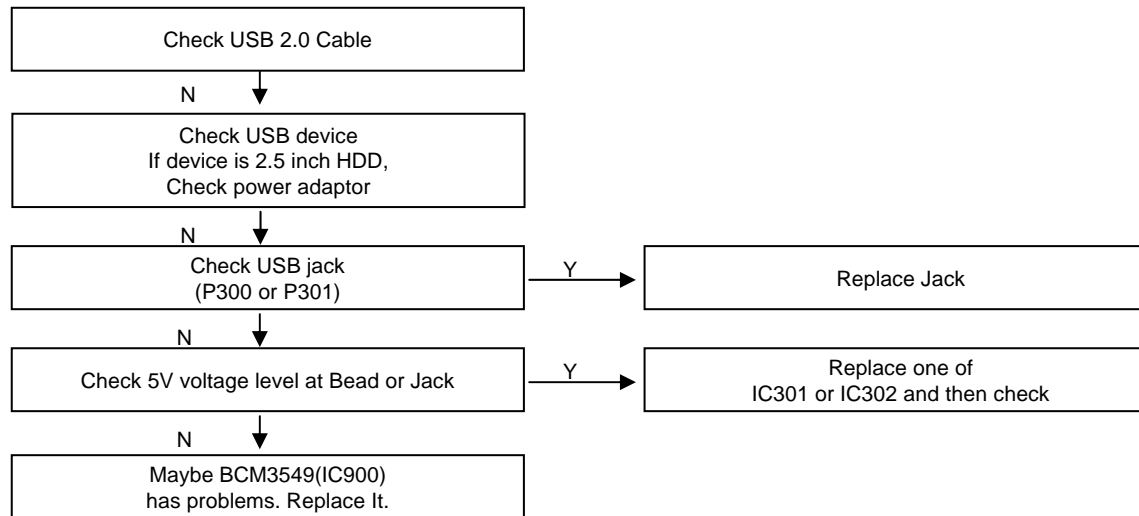 Check USB 2.0 Cable
N
Check USB device
If device is 2.5 inch HDD,
Check power adaptor
N
Check USB jack
(P300 or P301)
Y
Replace Jack
N
Check 5V voltage level at Bead or Jack
Y
Replace one of
IC301 or IC302 and then check
N
Maybe BCM3549(IC900)
has problems. Replace It.